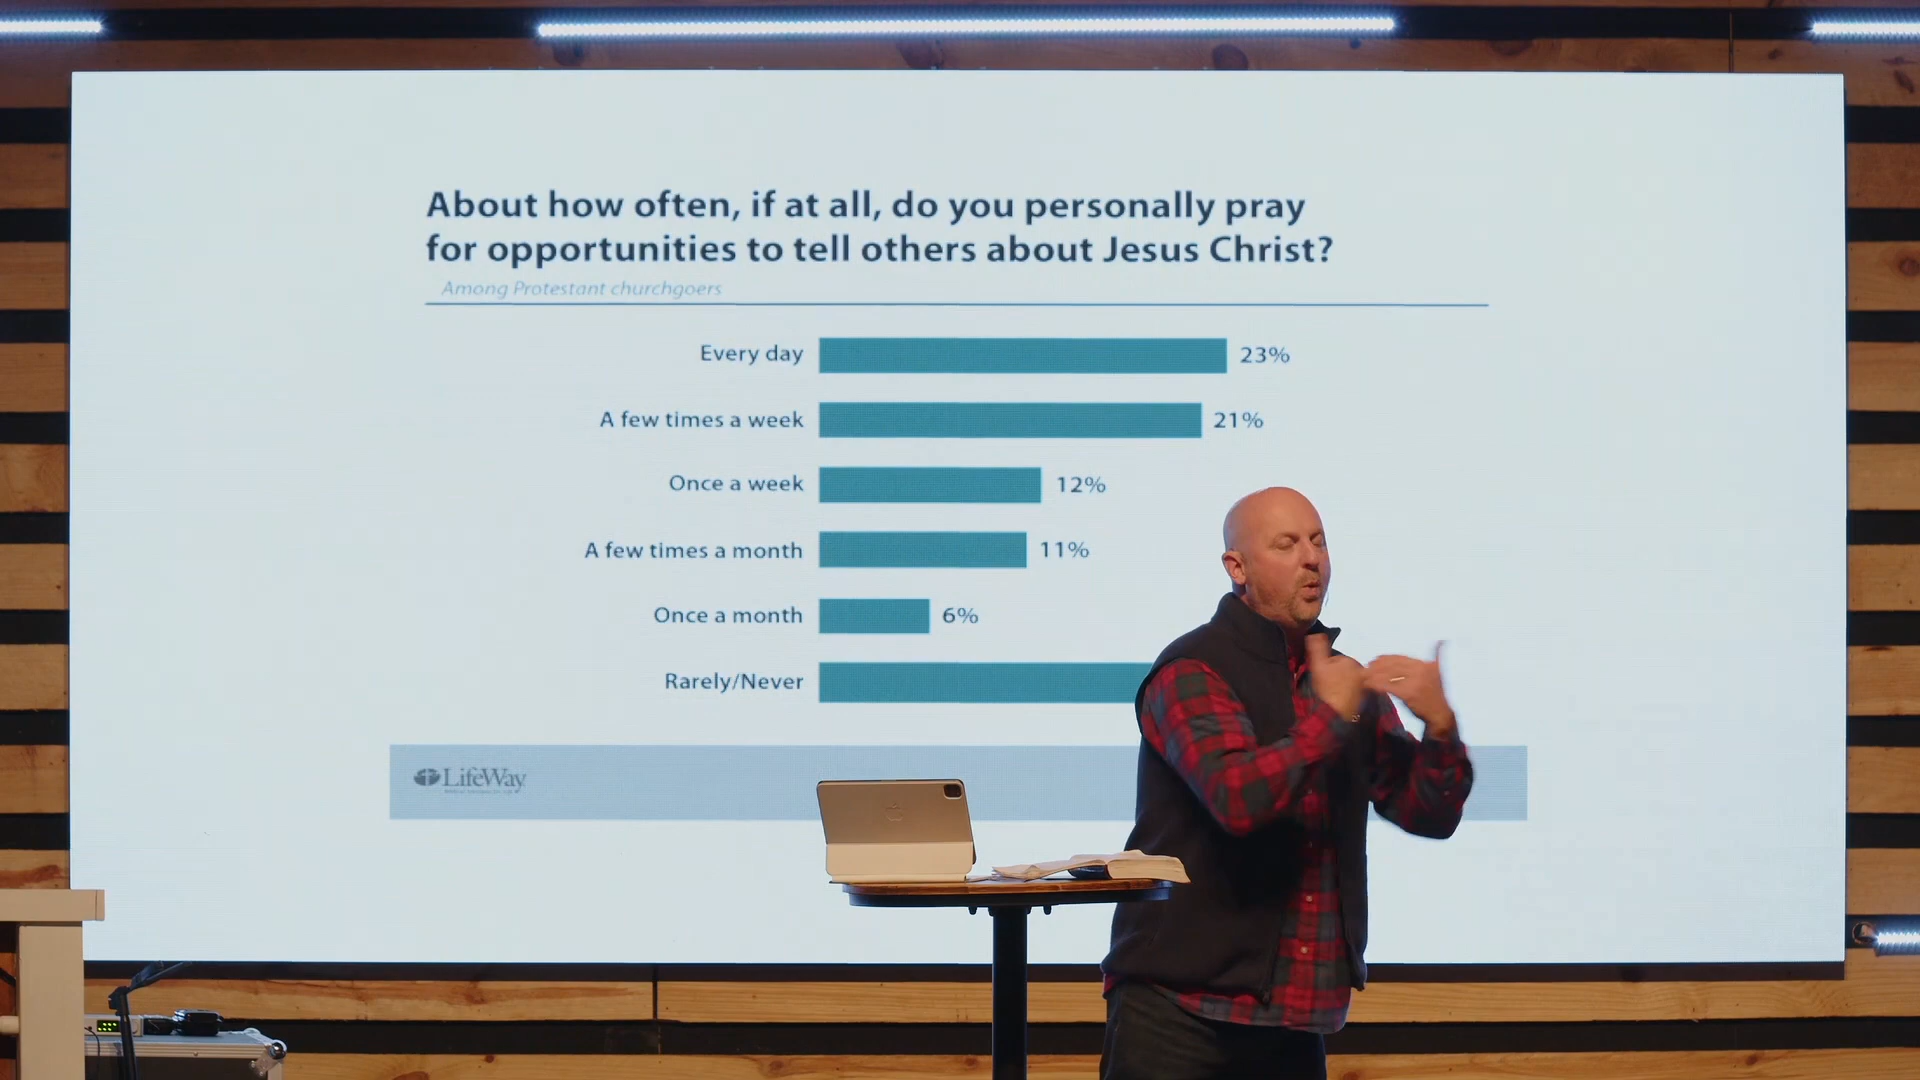 About how often, if at all, do you personally pray
for opportunities to tell others about Jesus Christ?
Among Protestant churchgoers
Every day 23%
A few times a week 21%
Once a week 12%
A few times a month 11%
Once a month 6%
Rarely/Never
LifeWay